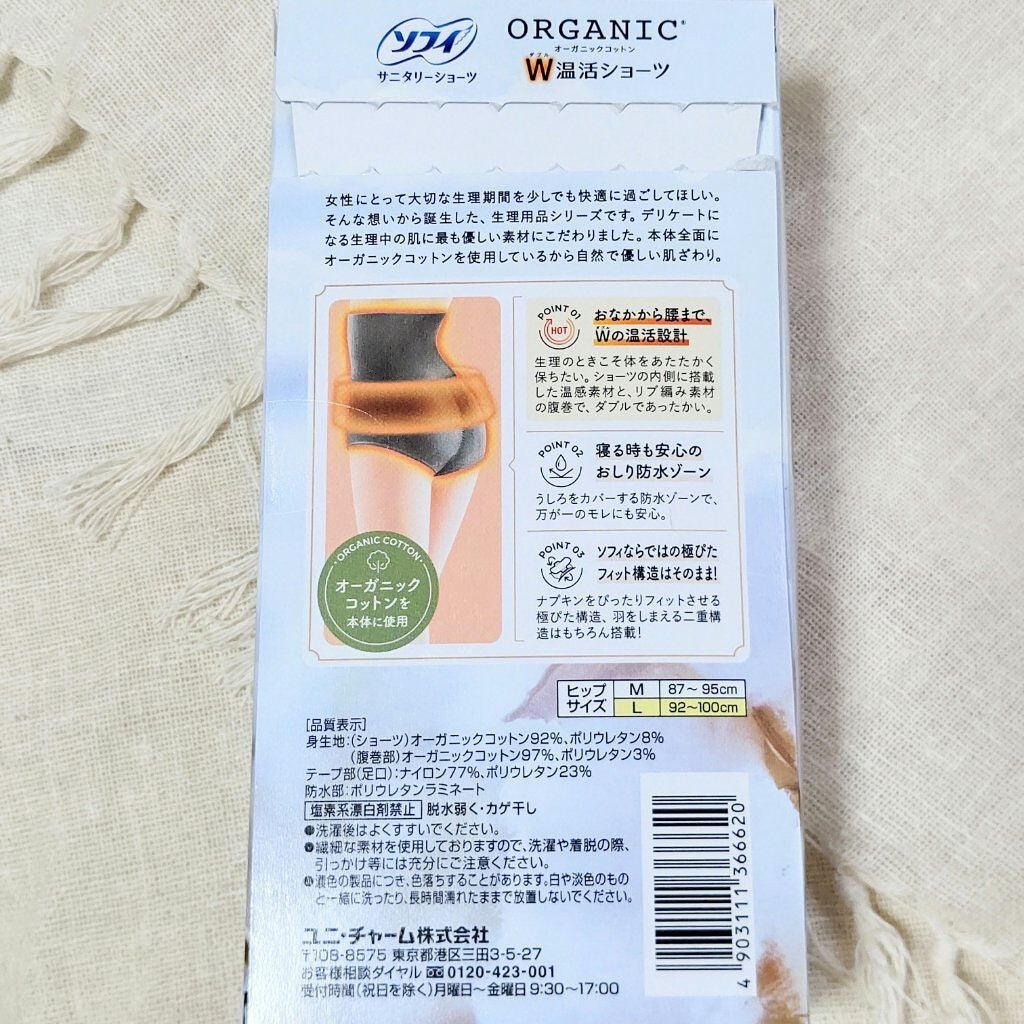 ソフィ
サニタリーショーツ
ORGANIC®
オーガニックコットン
ダブル
W温活ショーツ
女性にとって大切な生理期間を少しでも快適に過ごしてほしい。
そんな想いから誕生した、生理用品シリーズです。デリケートに
なる生理中の肌に最も優しい素材にこだわりました。本体全面に
オーガニックコットンを使用しているから自然で優しい肌ざわり。
POINT 01
HOT
おなかから腰まで、
ダブル
Wの温活設計
生理のときこそ体をあたたかく
保ちたい。ショーツの内側に搭載
した温感素材と、リブ編み素材
の腹巻で、ダブルであったかい。
POINT 02
寝る時も安心の
おしり防水ゾーン
うしろをカバーする防水ゾーンで、
万が一のモレにも安心。
POINT 03
ソフィならではの極ぴた
フィット構造はそのまま!
ナプキンをぴったりフィットさせる
極ぴた構造、羽をしまえる二重構
造はもちろん搭載!
ORGANIC COTTON
オーガニック
コットンを
本体に使用
ヒップ
サイズ
M 87~95cm
L 92~100cm
[品質表示]
身生地:(ショーツ)オーガニックコットン92%、ポリウレタン8%
(腹巻部)オーガニックコットン97%、ポリウレタン3%
テープ部(足口):ナイロン77%、ポリウレタン23%
防水部:ポリウレタンラミネート
塩素系漂白剤禁止 脱水弱く・カゲ干し
●洗濯後はよくすすいでください。
●繊細な素材を使用しておりますので、洗濯や着脱の際、
引っかけ等には充分にご注意ください。
●濃色の製品につき、色落ちすることがあります。白や淡色のもの
と一緒に洗ったり、長時間濡れたままで放置しないでください。
ユニ・チャーム株式会社
〒108-8575 東京都港区三田3-5-27
お客様相談ダイヤル 0120-423-001
受付時間(祝日を除く)月曜日~金曜日9:30~17:00
4 903111 366620